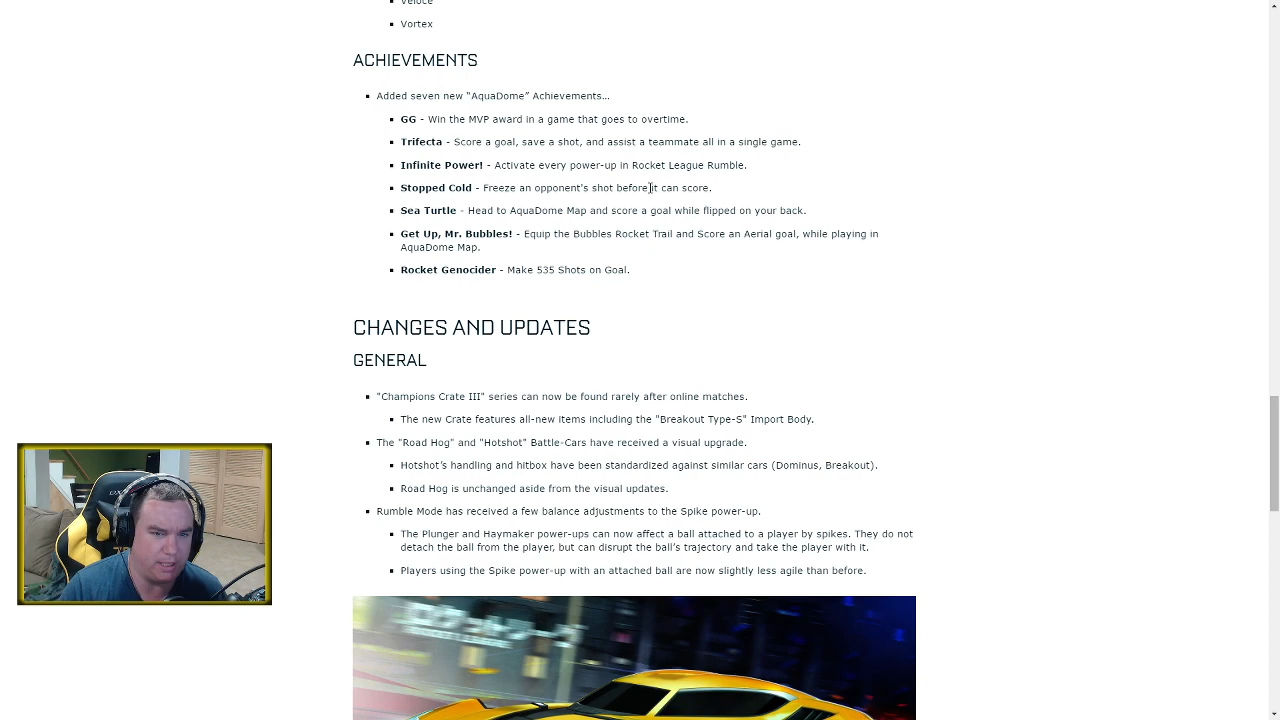 Veloce
Vortex
ACHIEVEMENTS
Added seven new “AquaDome” Achievements…
GG - Win the MVP award in a game that goes to overtime.
Trifecta - Score a goal, save a shot, and assist a teammate all in a single game.
Infinite Power! - Activate every power-up in Rocket League Rumble.
Stopped Cold - Freeze an opponent's shot before it can score.
Sea Turtle - Head to AquaDome Map and score a goal while flipped on your back.
Get Up, Mr. Bubbles! - Equip the Bubbles Rocket Trail and Score an Aerial goal, while playing in
AquaDome Map.
Rocket Genocider - Make 535 Shots on Goal.
CHANGES AND UPDATES
GENERAL
"Champions Crate III" series can now be found rarely after online matches.
The new Crate features all-new items including the "Breakout Type-S" Import Body.
The "Road Hog" and "Hotshot" Battle-Cars have received a visual upgrade.
Hotshot’s handling and hitbox have been standardized against similar cars (Dominus, Breakout).
Road Hog is unchanged aside from the visual updates.
Rumble Mode has received a few balance adjustments to the Spike power-up.
The Plunger and Haymaker power-ups can now affect a ball attached to a player by spikes. They do not
detach the ball from the player, but can disrupt the ball’s trajectory and take the player with it.
Players using the Spike power-up with an attached ball are now slightly less agile than before.